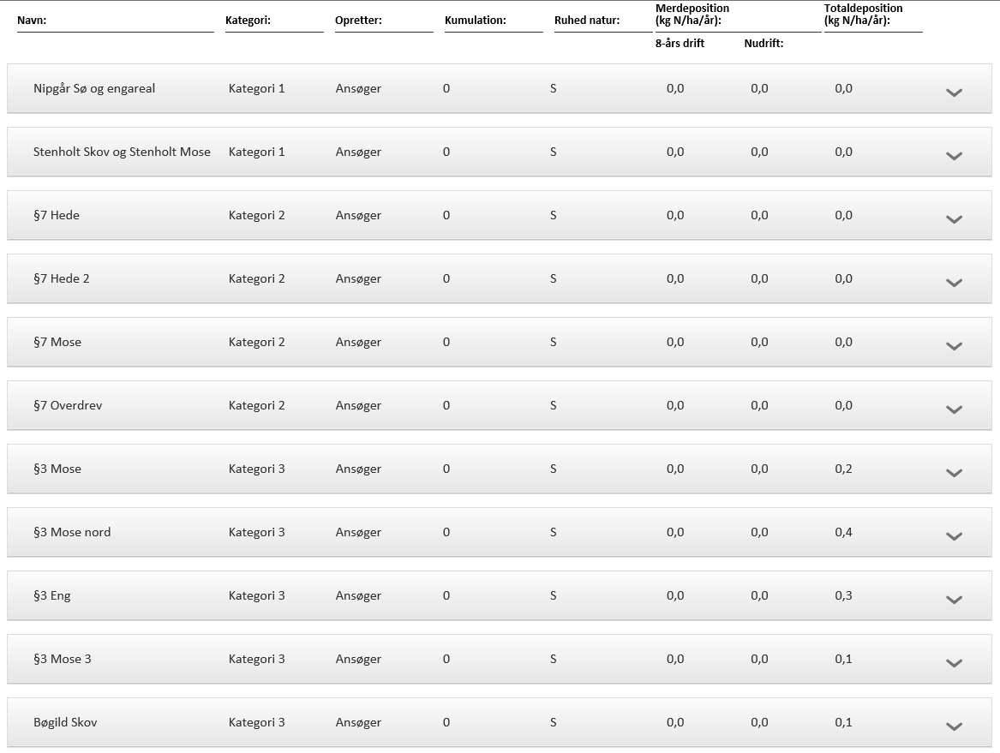 Navn: Kategori: Opretter: Kumulation: Ruhed natur: Merdeposition (kg N/ha/år): Totaldeposition (kg N/ha/år):
8-års drift Nudrift:
Nipgår Sø og engareal Kategori 1 Ansøger 0 S 0,0 0,0 0,0
Stenholt Skov og Stenholt Mose Kategori 1 Ansøger 0 S 0,0 0,0 0,0
§7 Hede Kategori 2 Ansøger 0 S 0,0 0,0 0,0
§7 Hede 2 Kategori 2 Ansøger 0 S 0,0 0,0 0,0
§7 Mose Kategori 2 Ansøger 0 S 0,0 0,0 0,0
§7 Overdrev Kategori 2 Ansøger 0 S 0,0 0,0 0,0
§3 Mose Kategori 3 Ansøger 0 S 0,0 0,0 0,2
§3 Mose nord Kategori 3 Ansøger 0 S 0,0 0,0 0,4
§3 Eng Kategori 3 Ansøger 0 S 0,0 0,0 0,3
§3 Mose 3 Kategori 3 Ansøger 0 S 0,0 0,0 0,1
Bøgild Skov Kategori 3 Ansøger 0 S 0,0 0,0 0,1